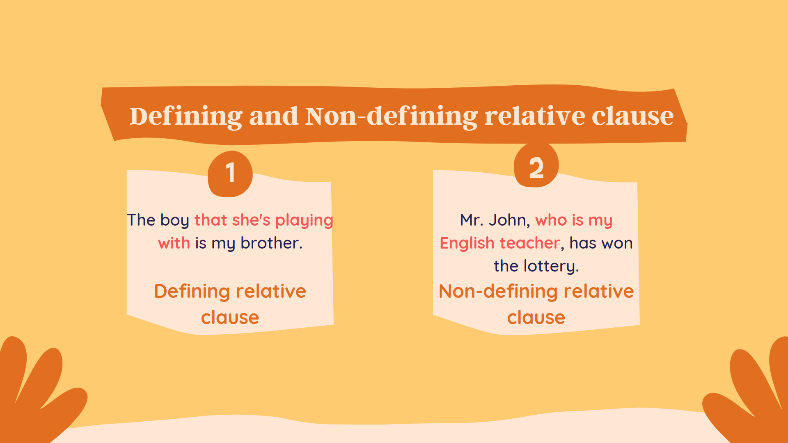 Defining and Non-defining relative clause
1
The boy that she's playing
with is my brother.
Defining relative
clause
2
Mr. John, who is my
English teacher, has won
the lottery.
Non-defining relative
clause